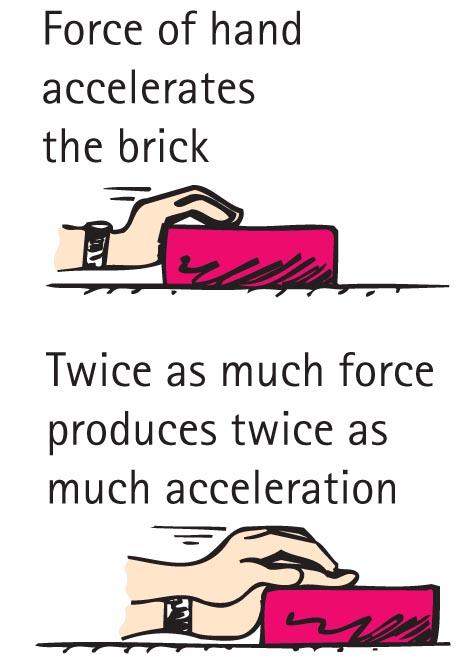 Force of hand
accelerates
the brick
Twice as much force
produces twice as
much acceleration